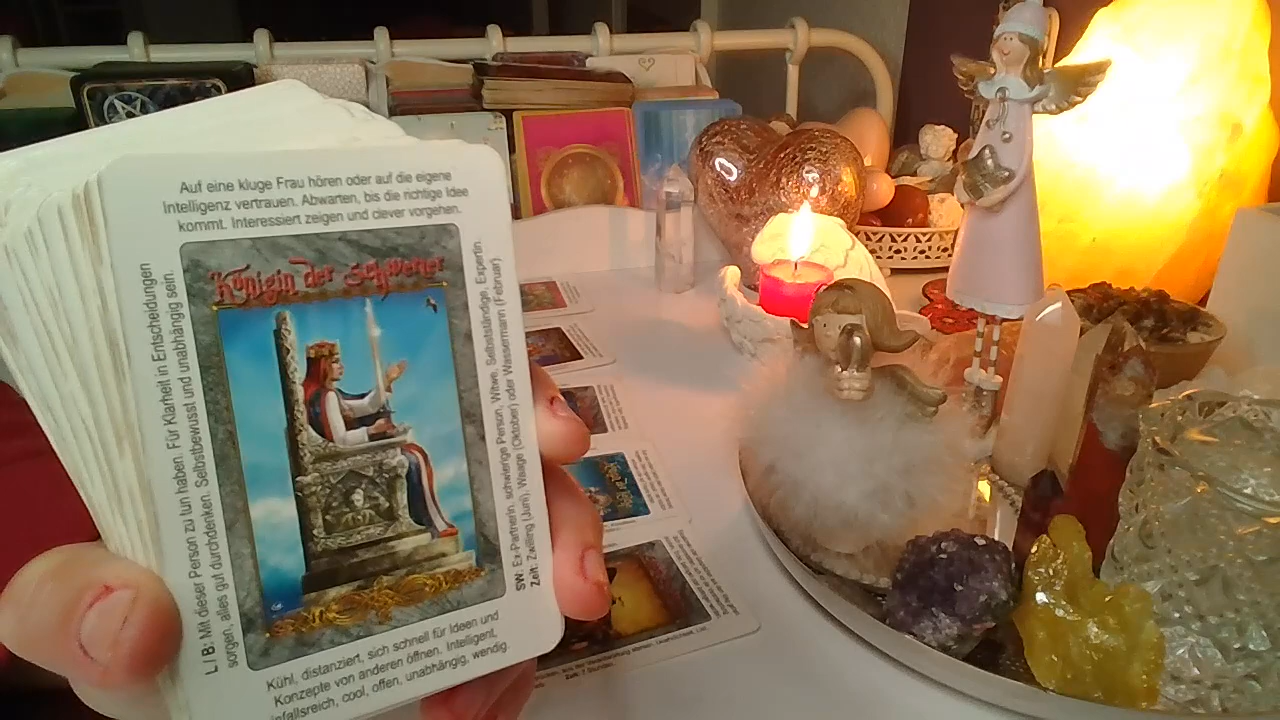 Auf eine kluge Frau hören oder auf die eigene
Intelligenz vertrauen. Abwarten, bis die richtige Idee
kommt. Interessiert zeigen und clever vorgehen.
Königin der Schwerter
L / B: Mit dieser Person zu tun haben. Für Klarheit in Entscheidungen
sorgen, alles gut durchdenken. Selbstbewusst und unabhängig sein.
SW: Ex-Partnerin, schwierige Person, Witwe, Selbstständige, Expertin.
Zeit: Zwilling (Juni), Waage (Oktober) oder Wassermann (Februar).
Kühl, distanziert, sich schnell für Ideen und
Konzepte von anderen öffnen. Intelligent,
einfallsreich, cool, offen, unabhängig, wendig.